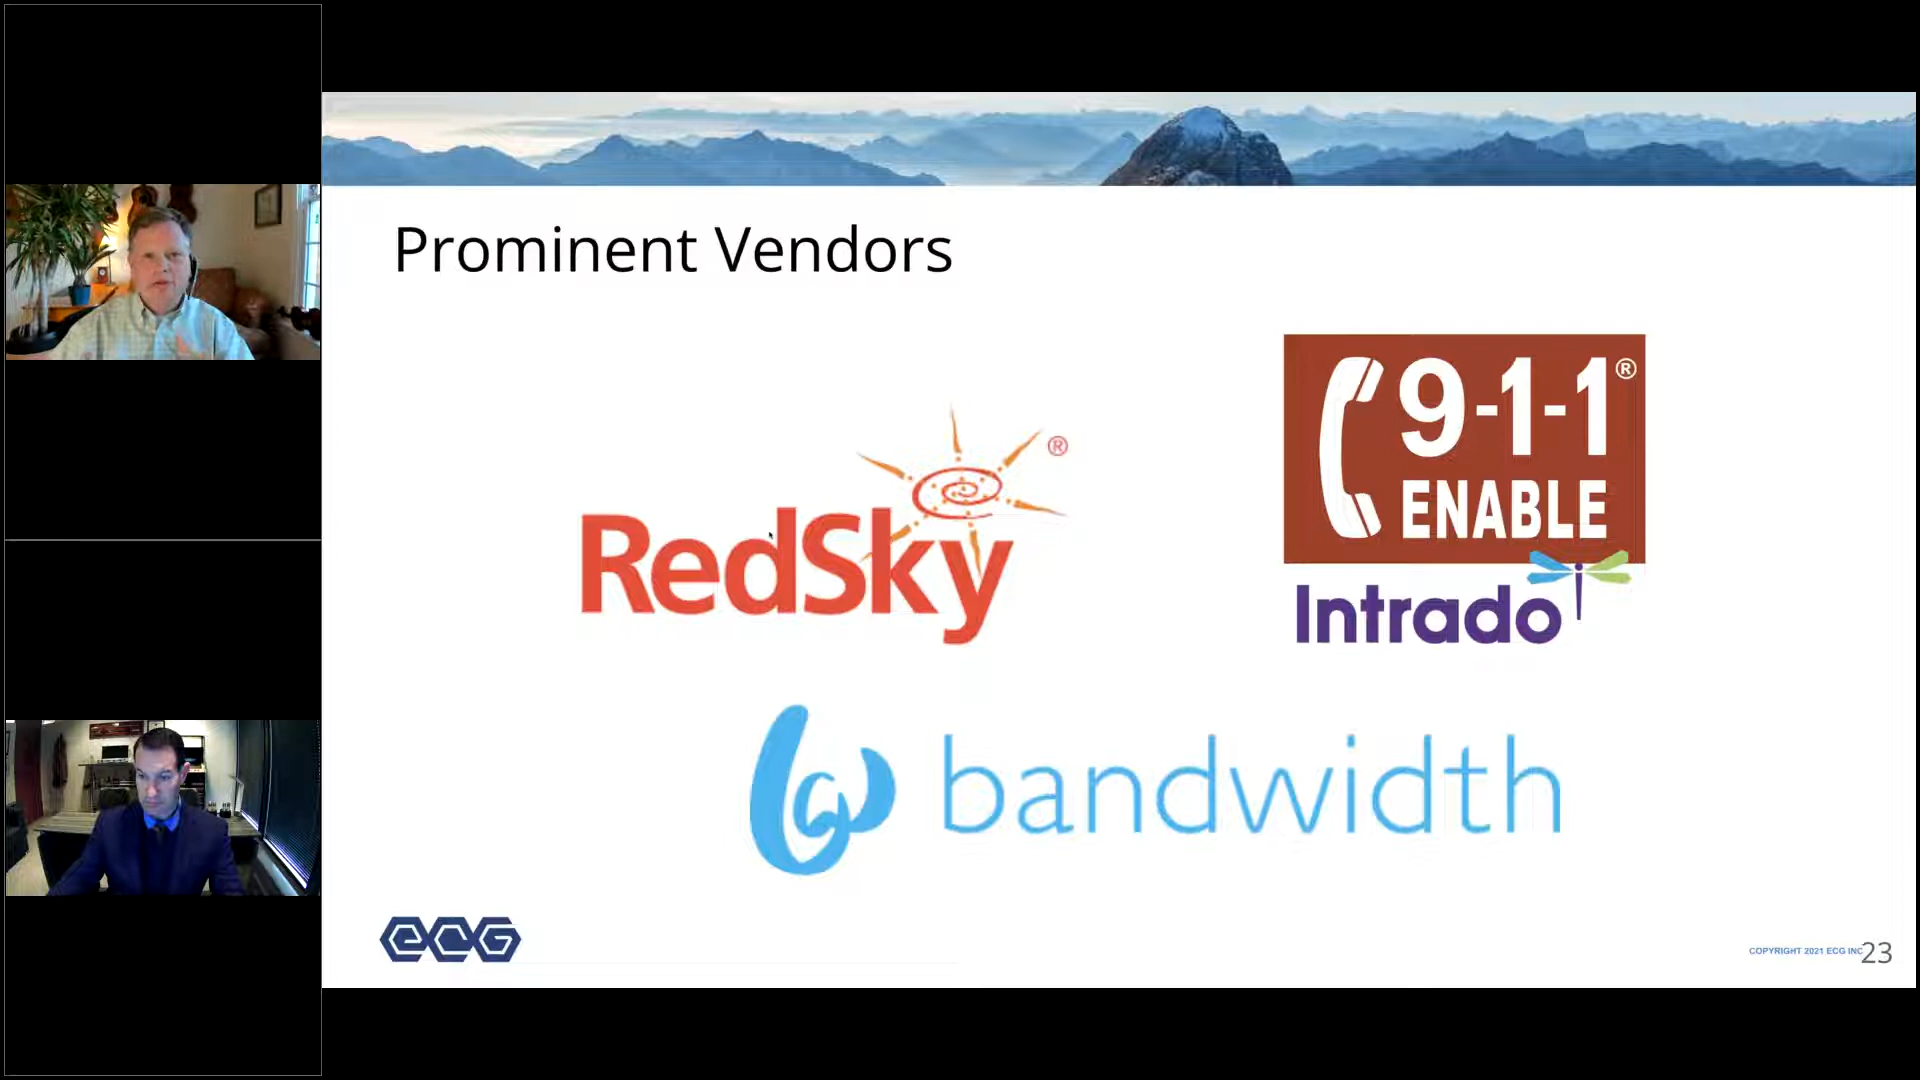 Prominent Vendors
RedSky®
9-1-1®
ENABLE
Intrado
bandwidth
ecg
COPYRIGHT 2021 ECG INC
23